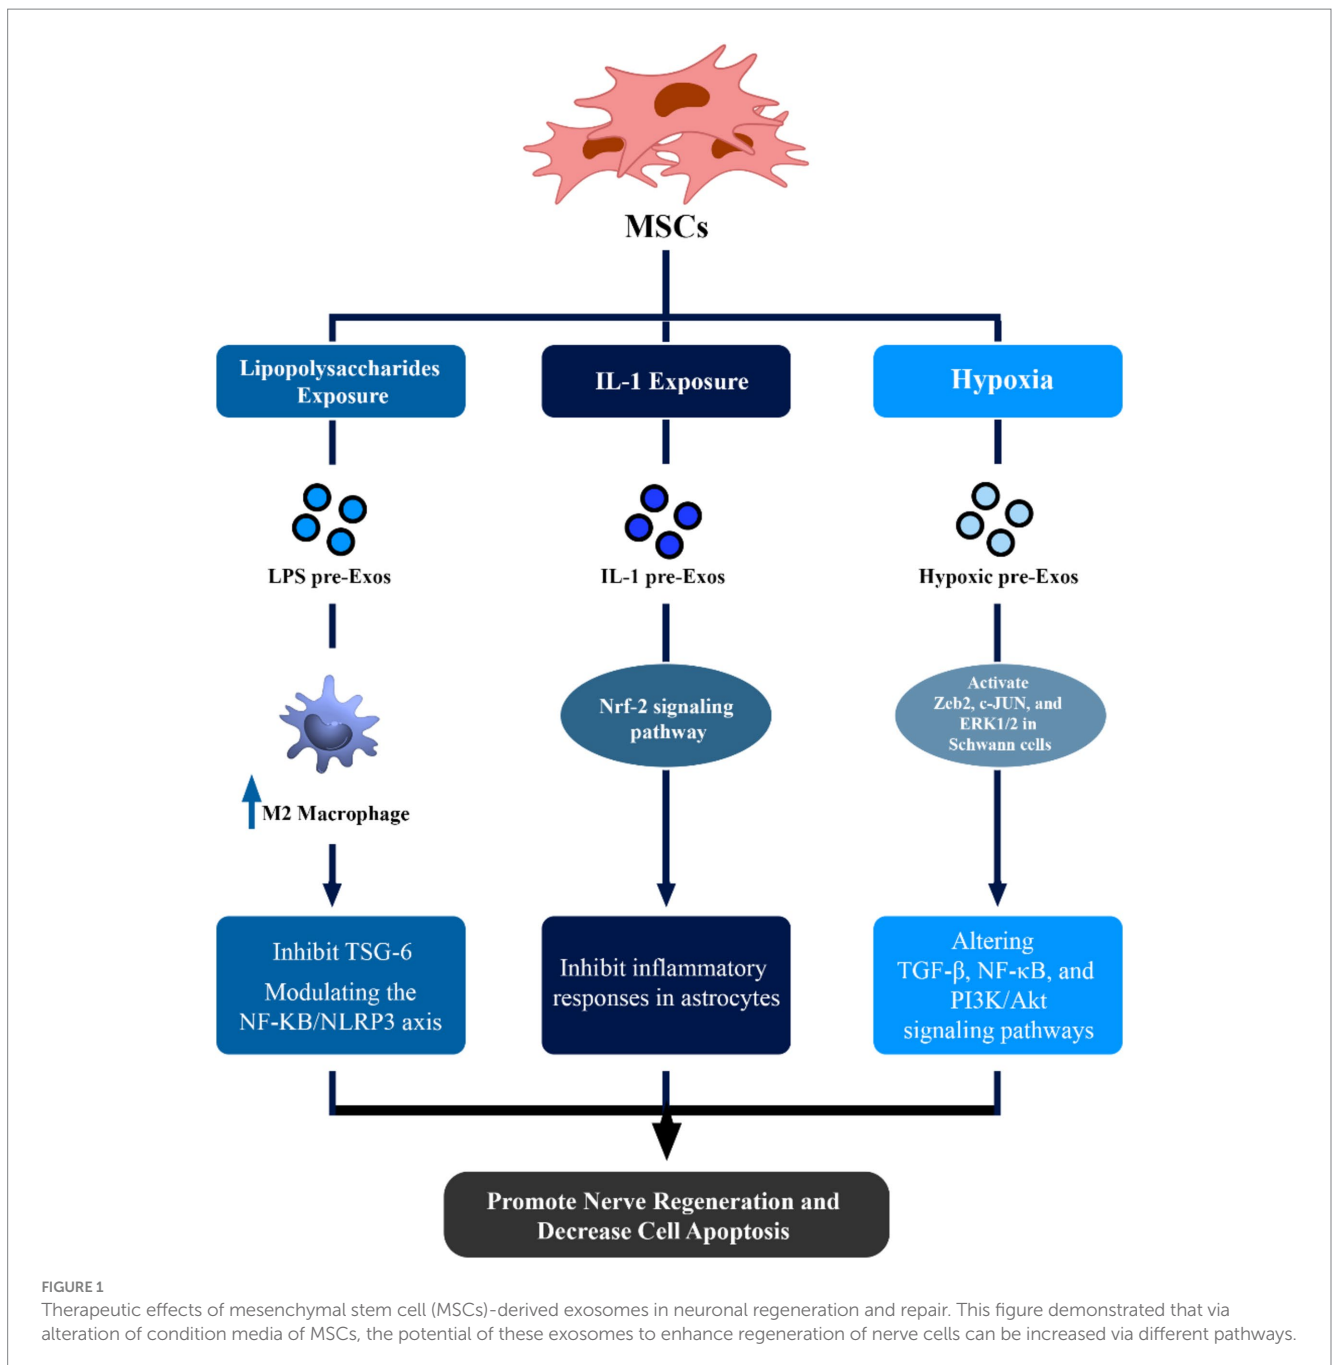 MSCs
Lipopolysaccharides
Exposure
IL-1 Exposure
Hypoxia
LPS pre-Exos
IL-1 pre-Exos
Hypoxic pre-Exos
Nrf-2 signaling
pathway
Activate
Zeb2, c-JUN, and
ERK1/2 in
Schwann cells
M2 Macrophage
Inhibit TSG-6
Modulating the
NF-KB/NLRP3 axis
Inhibit inflammatory
responses in astrocytes
Altering
TGF-β, NF-κB, and
PI3K/Akt
signaling pathways
Promote Nerve Regeneration and
Decrease Cell Apoptosis
FIGURE 1
Therapeutic effects of mesenchymal stem cell (MSCs)-derived exosomes in neuronal regeneration and repair. This figure demonstrated that via
alteration of condition media of MSCs, the potential of these exosomes to enhance regeneration of nerve cells can be increased via different pathways.